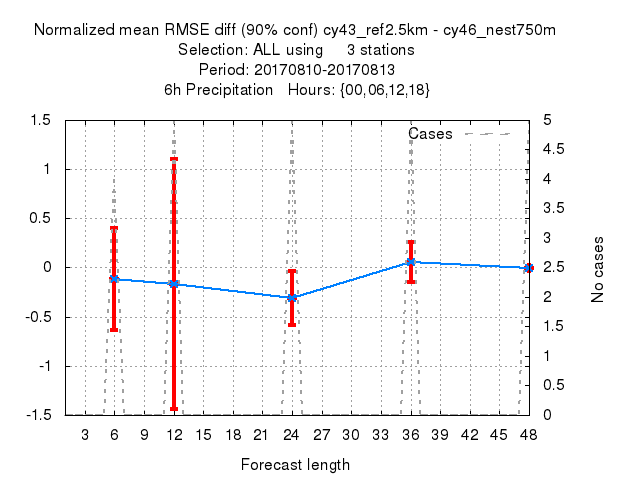 Normalized mean RMSE diff (90% conf) cy43_ref2.5km - cy46_nest750m
Selection: ALL using 3 stations
Period: 20170810-20170813
6h Precipitation Hours: {00,06,12,18}
Cases
1.5
1
0.5
0
-0.5
-1
-1.5
5
4.5
4
3.5
3
2.5
2
1.5
1
0.5
0
No cases
3 6 9 12 15 18 21 24 27 30 33 36 39 42 45 48
Forecast length